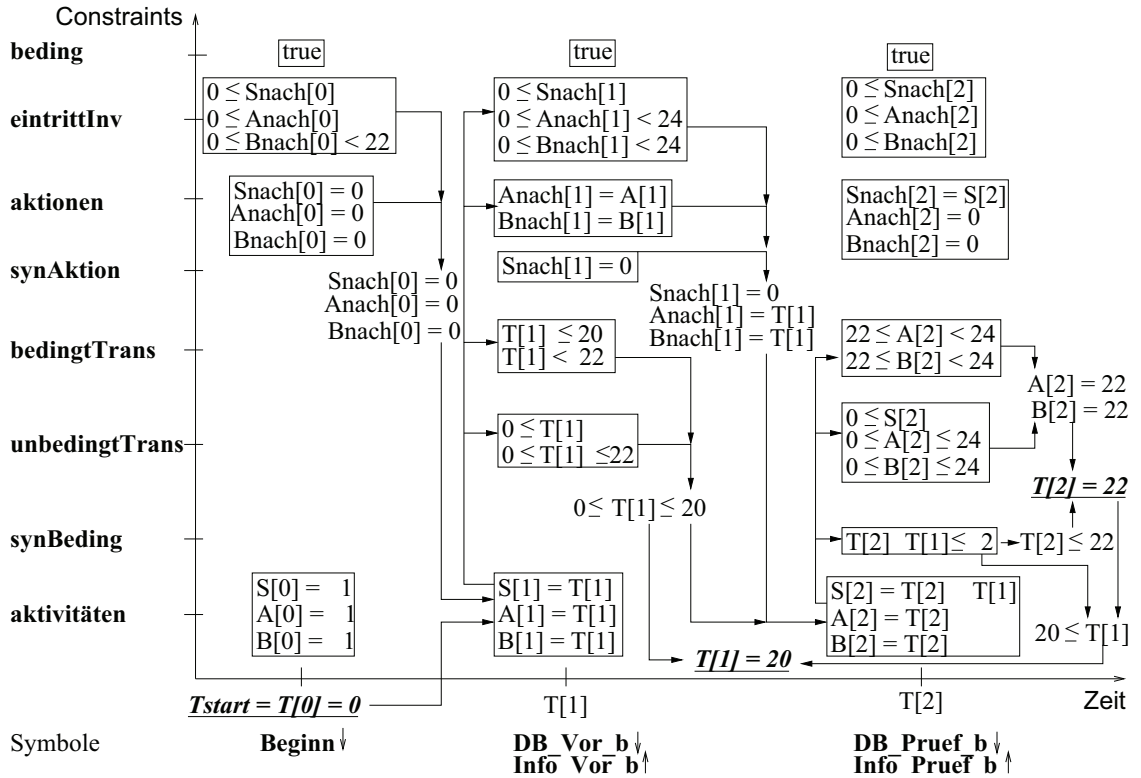 Constraints
beding
true
true
true
eintrittInv
0 ≤ Snach[0]
0 ≤ Anach[0]
0 ≤ Bnach[0] < 22
0 ≤ Snach[1]
0 ≤ Anach[1] < 24
0 ≤ Bnach[1] < 24
0 ≤ Snach[2]
0 ≤ Anach[2]
0 ≤ Bnach[2]
aktionen
Snach[0] = 0
Anach[0] = 0
Bnach[0] = 0
Anach[1] = A[1]
Bnach[1] = B[1]
Snach[2] = S[2]
Anach[2] = 0
Bnach[2] = 0
synAktion
Snach[1] = 0
Snach[0] = 0
Anach[0] = 0
Bnach[0] = 0
Snach[1] = 0
Anach[1] = T[1]
Bnach[1] = T[1]
bedingtTrans
T[1] ≤ 20
T[1] < 22
22 ≤ A[2] < 24
22 ≤ B[2] < 24
A[2] = 22
B[2] = 22
unbedingtTrans
0 ≤ T[1]
0 ≤ T[1] ≤ 22
0 ≤ S[2]
0 ≤ A[2] ≤ 24
0 ≤ B[2] ≤ 24
T[2] = 22
0 ≤ T[1] ≤ 20
synBeding
T[2] T[1] ≤ 2
T[2] ≤ 22
aktivitäten
S[0] = 1
A[0] = 1
B[0] = 1
S[1] = T[1]
A[1] = T[1]
B[1] = T[1]
S[2] = T[2] T[1]
A[2] = T[2]
B[2] = T[2]
20 ≤ T[1]
T[1] = 20
Tstart = T[0] = 0
T[1]
T[2]
Zeit
Symbole
Beginn↓
DB_Vor_b↓
Info_Vor_b↑
DB_Pruef_b↓
Info_Pruef_b↑